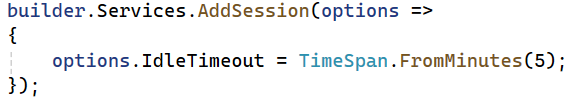 builder.Services.AddSession(options =>
{
    options.IdleTimeout = TimeSpan.FromMinutes(5);
});